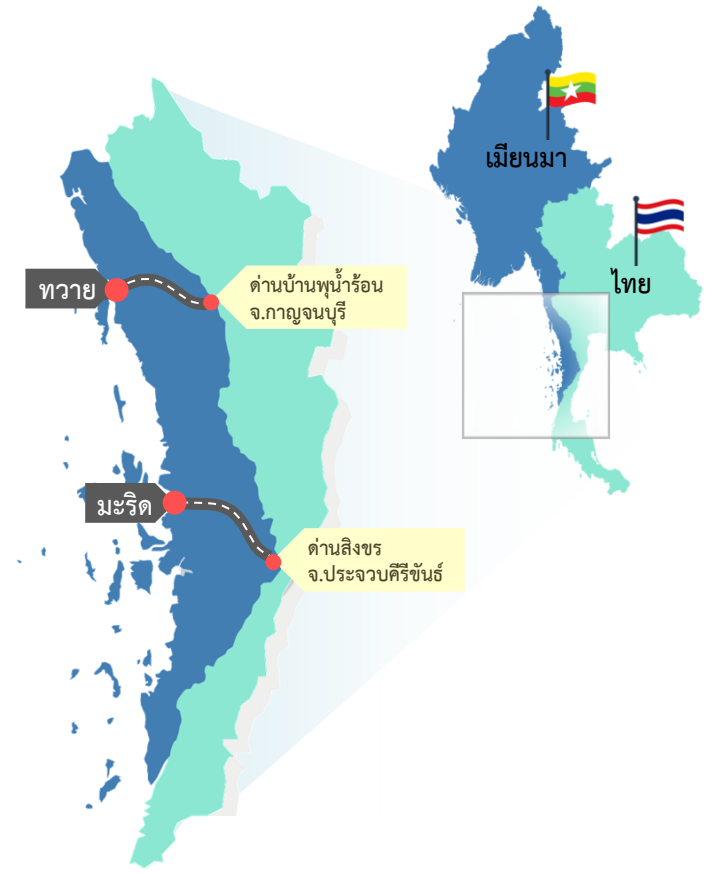 เมียนมา
ไทย
ทวาย
ด่านบ้านพุน้ำร้อน
จ.กาญจนบุรี
มะริด
ด่านสิงขร
จ.ประจวบคีรีขันธ์